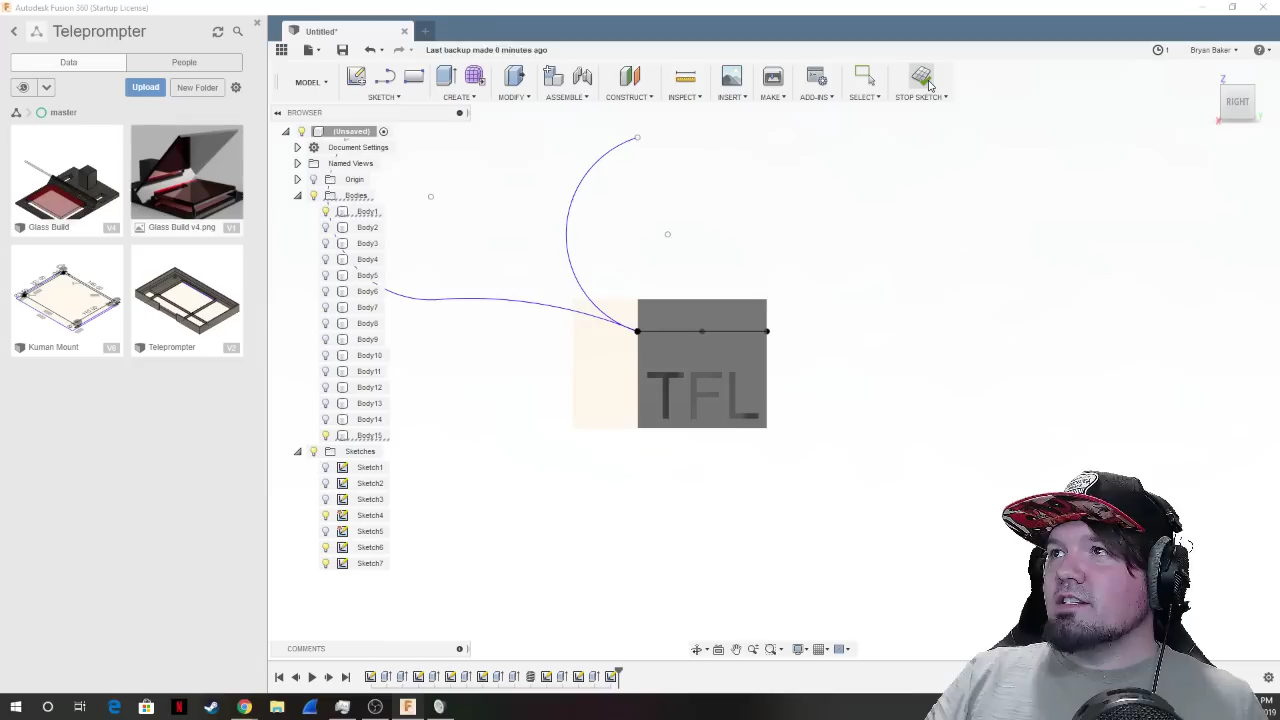 Autodesk Fusion 360 (Startup License)
Teleprompter
Untitled*
Last backup made 0 minutes ago
1
Bryan Baker
Data
People
Upload
New Folder
MODEL
SKETCH
CREATE
MODIFY
ASSEMBLE
CONSTRUCT
INSPECT
INSERT
MAKE
ADD-INS
SELECT
STOP SKETCH
Z
RIGHT
X
Y
master
BROWSER
(Unsaved)
Document Settings
Named Views
Origin
Bodies
Body1
Body2
Body3
Body4
Body5
Body6
Body7
Body8
Body9
Body10
Body11
Body12
Body13
Body14
Body15
Sketches
Sketch1
Sketch2
Sketch3
Sketch4
Sketch5
Sketch6
Sketch7
Glass Build
V4
Glass Build v4.png
V1
Kuman Mount
V6
Teleprompter
V2
TFL
COMMENTS
PM
2019